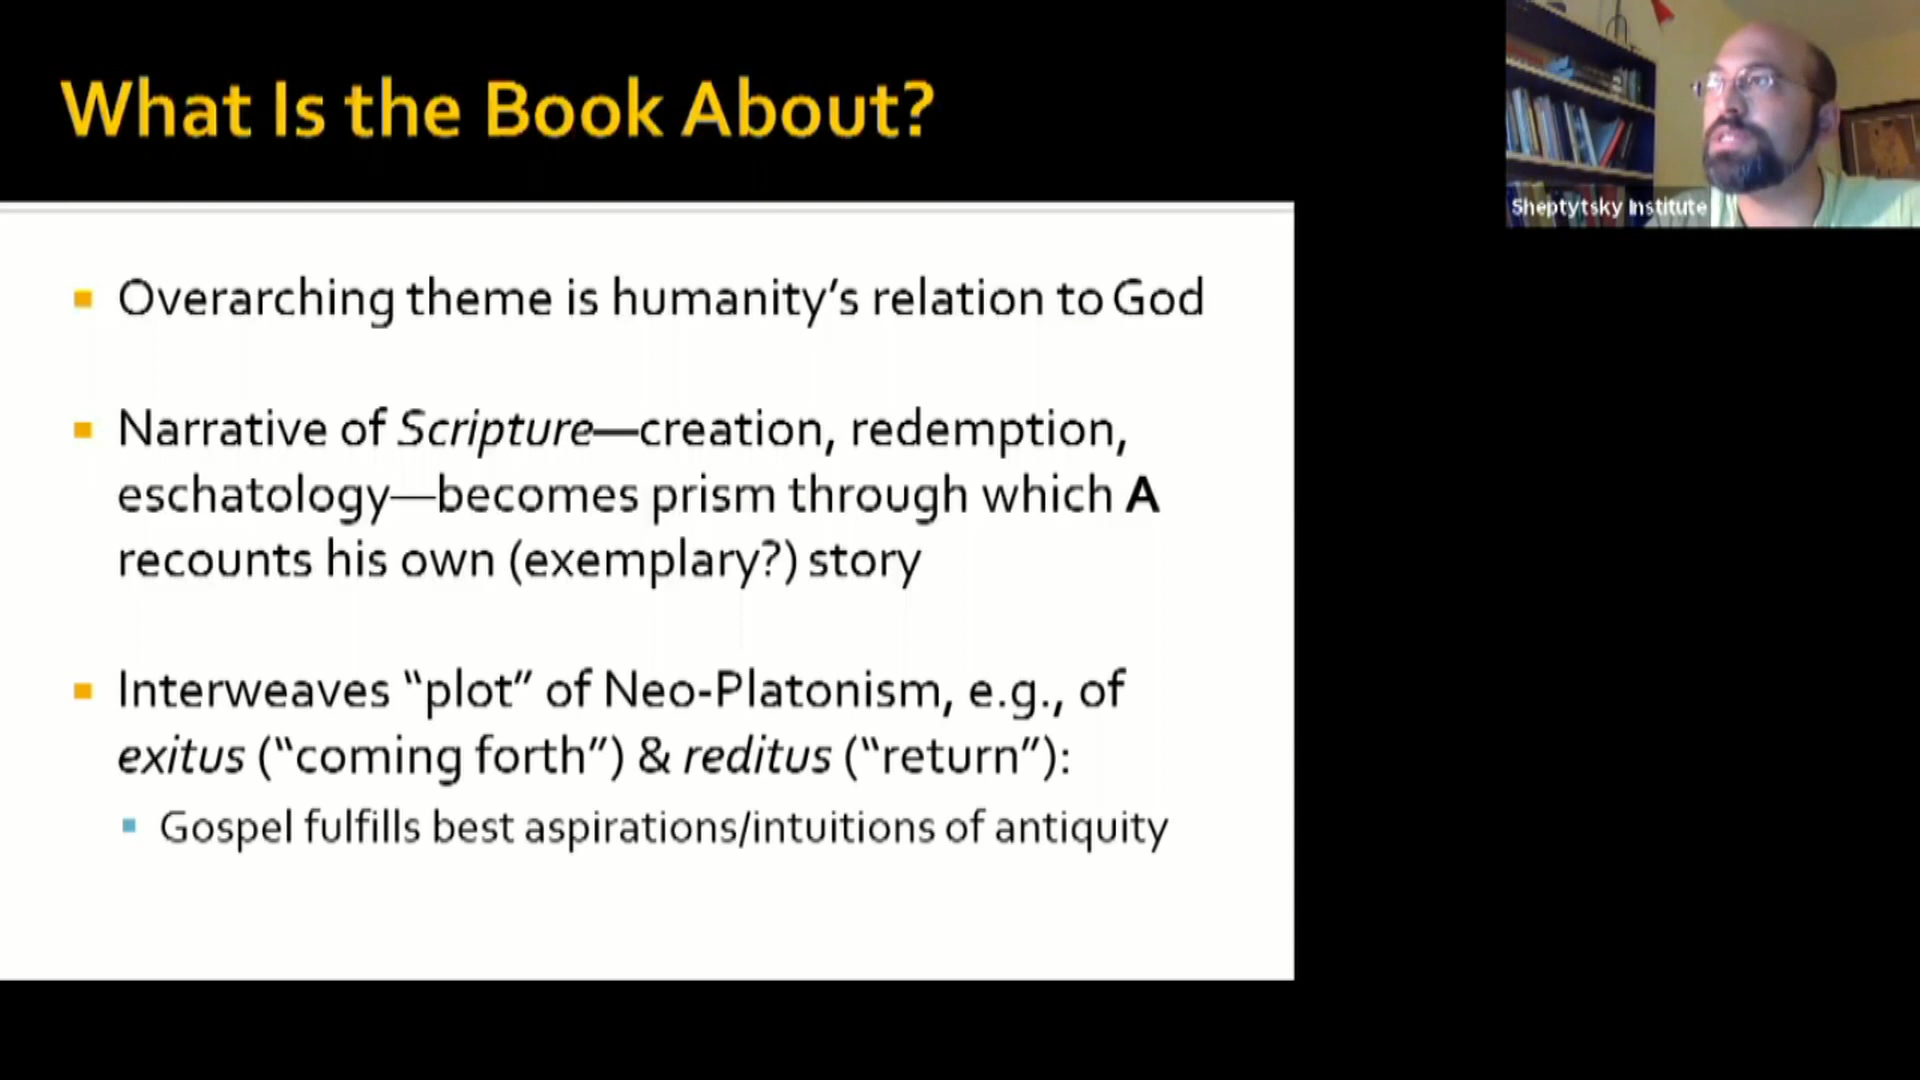 What Is the Book About?
Sheptytsky Institute
Overarching theme is humanity's relation to God
Narrative of Scripture—creation, redemption,
eschatology—becomes prism through which A
recounts his own (exemplary?) story
Interweaves “plot” of Neo-Platonism, e.g., of
exitus (“coming forth”) & reditus (“return”):
Gospel fulfills best aspirations/intuitions of antiquity